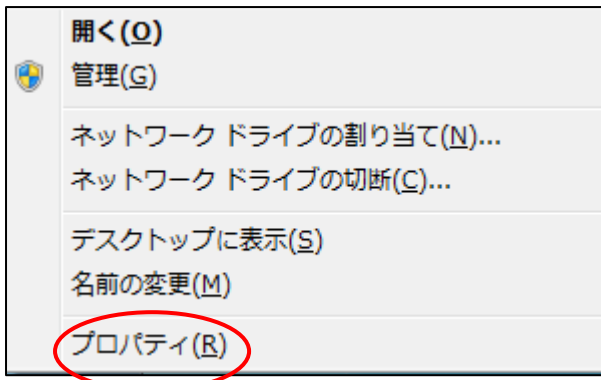 開く(O)
管理(G)
ネットワーク ドライブの割り当て(N)...
ネットワーク ドライブの切断(C)...
デスクトップに表示(S)
名前の変更(M)
プロパティ(R)